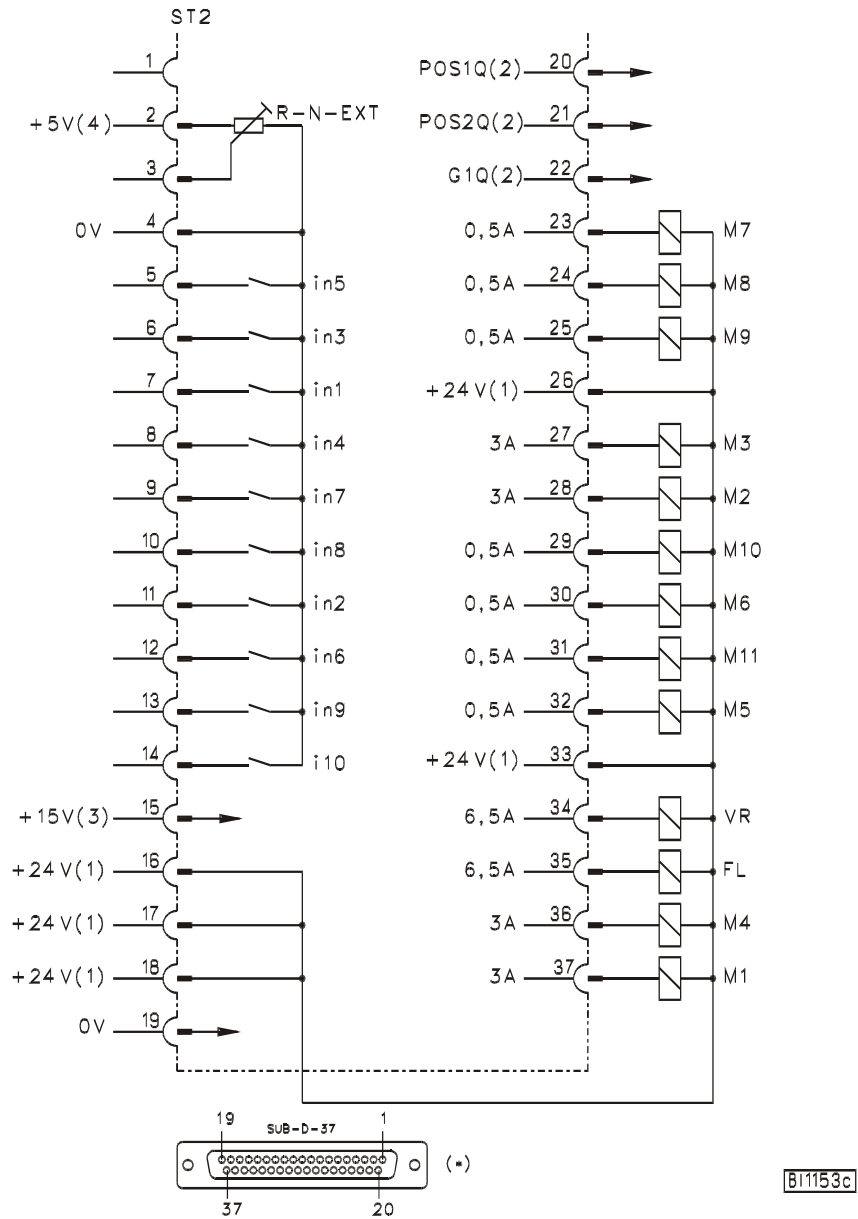 ST2
1
+5V(4) 2 R-N-EXT
3
0V 4
5 in5
6 in3
7 in1
8 in4
9 in7
10 in8
11 in2
12 in6
13 in9
14 i10
+15V(3) 15
+24V(1) 16
+24V(1) 17
+24V(1) 18
0V 19
POS1Q(2) 20
POS2Q(2) 21
G1Q(2) 22
0,5A 23 M7
0,5A 24 M8
0,5A 25 M9
+24V(1) 26
3A 27 M3
3A 28 M2
0,5A 29 M10
0,5A 30 M6
0,5A 31 M11
0,5A 32 M5
+24V(1) 33
6,5A 34 VR
6,5A 35 FL
3A 36 M4
3A 37 M1
19 SUB-D-37 1
(*)
37 20
BI1153c